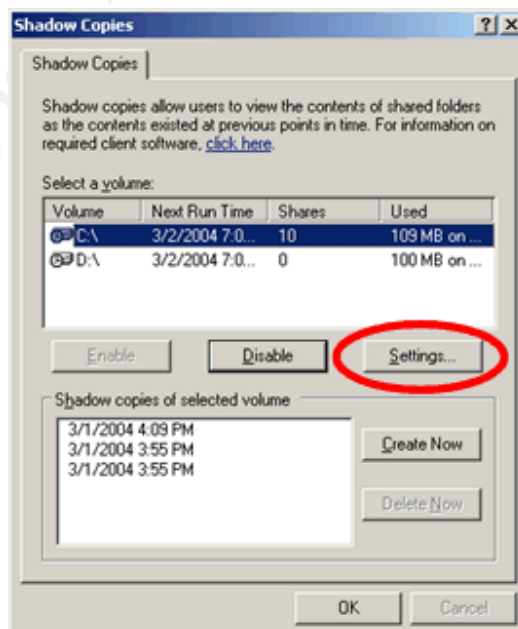 Shadow Copies
Shadow Copies
Shadow copies allow users to view the contents of shared folders
as the contents existed at previous points in time. For information on
required client software, click here.
Select a volume:
Volume Next Run Time Shares Used
C:\ 3/2/2004 7:0... 10 109 MB on ...
D:\ 3/2/2004 7:0... 0 100 MB on ...
Enable Disable Settings...
Shadow copies of selected volume
3/1/2004 4:09 PM
3/1/2004 3:55 PM
3/1/2004 3:55 PM
Create Now
Delete Now
OK Cancel